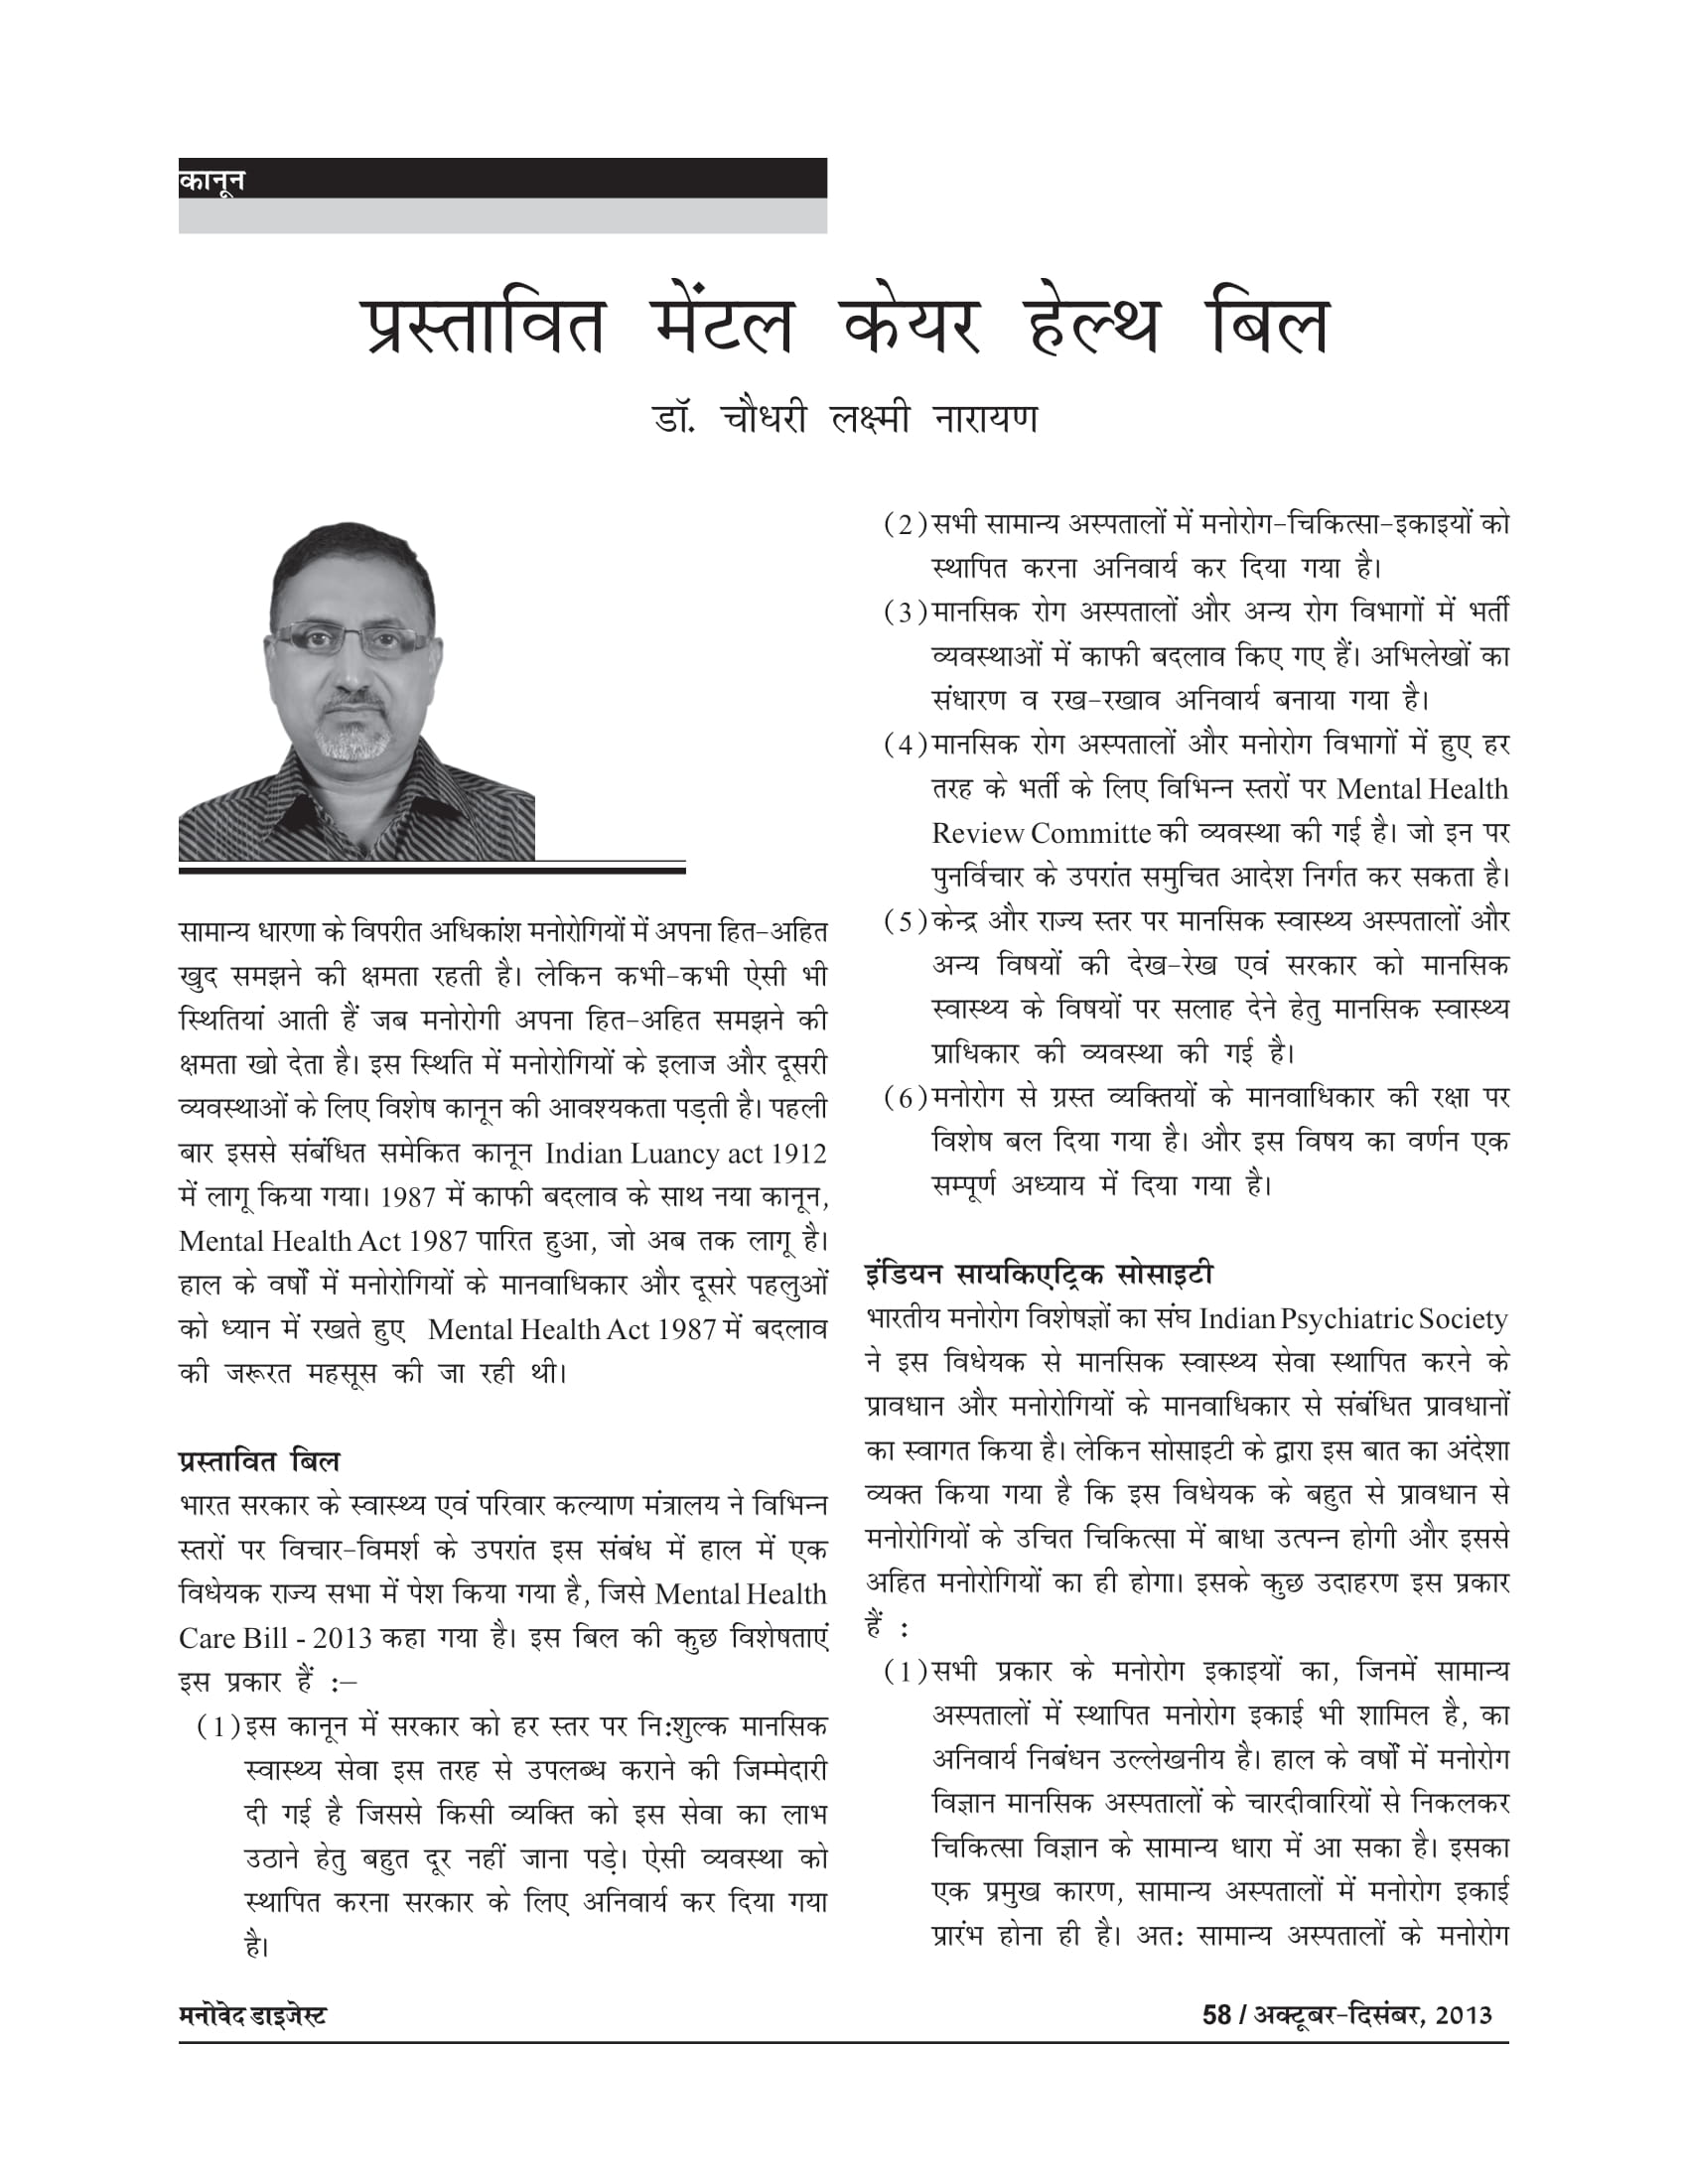 कानून
प्रस्तावित मेंटल केयर हेल्थ बिल
डॉ. चौधरी लक्ष्मी नारायण
सामान्य धारणा के विपरीत अधिकांश मनोरोगियों में अपना हित-अहित
खुद समझने की क्षमता रहती है। लेकिन कभी-कभी ऐसी भी
स्थितियां आती हैं जब मनोरोगी अपना हित-अहित समझने की
क्षमता खो देता है। इस स्थिति में मनोरोगियों के इलाज और दूसरी
व्यवस्थाओं के लिए विशेष कानून की आवश्यकता पड़ती है। पहली
बार इससे संबंधित समेकित कानून Indian Luancy act 1912
में लागू किया गया। 1987 में काफी बदलाव के साथ नया कानून,
Mental Health Act 1987 पारित हुआ, जो अब तक लागू है।
हाल के वर्षों में मनोरोगियों के मानवाधिकार और दूसरे पहलुओं
को ध्यान में रखते हुए Mental Health Act 1987 में बदलाव
की जरूरत महसूस की जा रही थी।
प्रस्तावित बिल
भारत सरकार के स्वास्थ्य एवं परिवार कल्याण मंत्रालय ने विभिन्न
स्तरों पर विचार-विमर्श के उपरांत इस संबंध में हाल में एक
विधेयक राज्य सभा में पेश किया गया है, जिसे Mental Health
Care Bill - 2013 कहा गया है। इस बिल की कुछ विशेषताएं
इस प्रकार हैं :–
(1) इस कानून में सरकार को हर स्तर पर नि:शुल्क मानसिक
स्वास्थ्य सेवा इस तरह से उपलब्ध कराने की जिम्मेदारी
दी गई है जिससे किसी व्यक्ति को इस सेवा का लाभ
उठाने हेतु बहुत दूर नहीं जाना पड़े। ऐसी व्यवस्था को
स्थापित करना सरकार के लिए अनिवार्य कर दिया गया
है।
(2) सभी सामान्य अस्पतालों में मनोरोग-चिकित्सा-इकाइयों को
स्थापित करना अनिवार्य कर दिया गया है।
(3) मानसिक रोग अस्पतालों और अन्य रोग विभागों में भर्ती
व्यवस्थाओं में काफी बदलाव किए गए हैं। अभिलेखों का
संधारण व रख-रखाव अनिवार्य बनाया गया है।
(4) मानसिक रोग अस्पतालों और मनोरोग विभागों में हुए हर
तरह के भर्ती के लिए विभिन्न स्तरों पर Mental Health
Review Committe की व्यवस्था की गई है। जो इन पर
पुनर्विचार के उपरांत समुचित आदेश निर्गत कर सकता है।
(5) केन्द्र और राज्य स्तर पर मानसिक स्वास्थ्य अस्पतालों और
अन्य विषयों की देख-रेख एवं सरकार को मानसिक
स्वास्थ्य के विषयों पर सलाह देने हेतु मानसिक स्वास्थ्य
प्राधिकार की व्यवस्था की गई है।
(6) मनोरोग से ग्रस्त व्यक्तियों के मानवाधिकार की रक्षा पर
विशेष बल दिया गया है। और इस विषय का वर्णन एक
सम्पूर्ण अध्याय में दिया गया है।
इंडियन सायकिएट्रिक सोसाइटी
भारतीय मनोरोग विशेषज्ञों का संघ Indian Psychiatric Society
ने इस विधेयक से मानसिक स्वास्थ्य सेवा स्थापित करने के
प्रावधान और मनोरोगियों के मानवाधिकार से संबंधित प्रावधानों
का स्वागत किया है। लेकिन सोसाइटी के द्वारा इस बात का अंदेशा
व्यक्त किया गया है कि इस विधेयक के बहुत से प्रावधान से
मनोरोगियों के उचित चिकित्सा में बाधा उत्पन्न होगी और इससे
अहित मनोरोगियों का ही होगा। इसके कुछ उदाहरण इस प्रकार
हैं :
(1) सभी प्रकार के मनोरोग इकाइयों का, जिनमें सामान्य
अस्पतालों में स्थापित मनोरोग इकाई भी शामिल है, का
अनिवार्य निबंधन उल्लेखनीय है। हाल के वर्षों में मनोरोग
विज्ञान मानसिक अस्पतालों के चारदीवारियों से निकलकर
चिकित्सा विज्ञान के सामान्य धारा में आ सका है। इसका
एक प्रमुख कारण, सामान्य अस्पतालों में मनोरोग इकाई
प्रारंभ होना ही है। अत: सामान्य अस्पतालों के मनोरोग
मनोवेद डाइजेस्ट
58 / अक्टूबर-दिसंबर, 2013